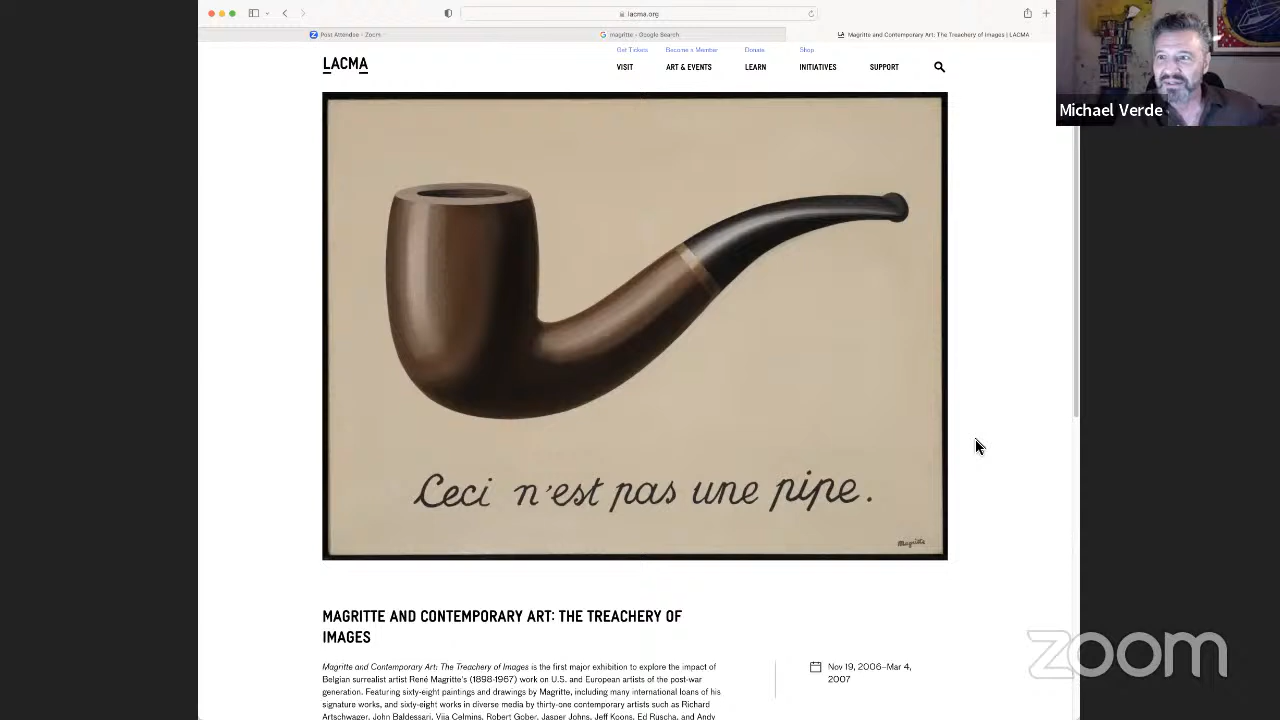 lacma.org
Post Attendee - Zoom
magritte - Google Search
Magritte and Contemporary Art: The Treachery of Images | LACMA
Get Tickets
Become a Member
Donate
Shop
LACMA
VISIT
ART & EVENTS
LEARN
INITIATIVES
SUPPORT
Michael Verde
Ceci n'est pas une pipe.
Magritte
MAGRITTE AND CONTEMPORARY ART: THE TREACHERY OF
IMAGES
Magritte and Contemporary Art: The Treachery of Images is the first major exhibition to explore the impact of
Belgian surrealist artist René Magritte's (1898-1967) work on U.S. and European artists of the post-war
generation. Featuring sixty-eight paintings and drawings by Magritte, including many international loans of his
signature works, and sixty-eight works in diverse media by thirty-one contemporary artists such as Richard
Artschwager, John Baldessari, Vija Celmins, Robert Gober, Jasper Johns, Jeff Koons, Ed Ruscha, and Andy
Nov 19, 2006–Mar 4,
2007
zoom